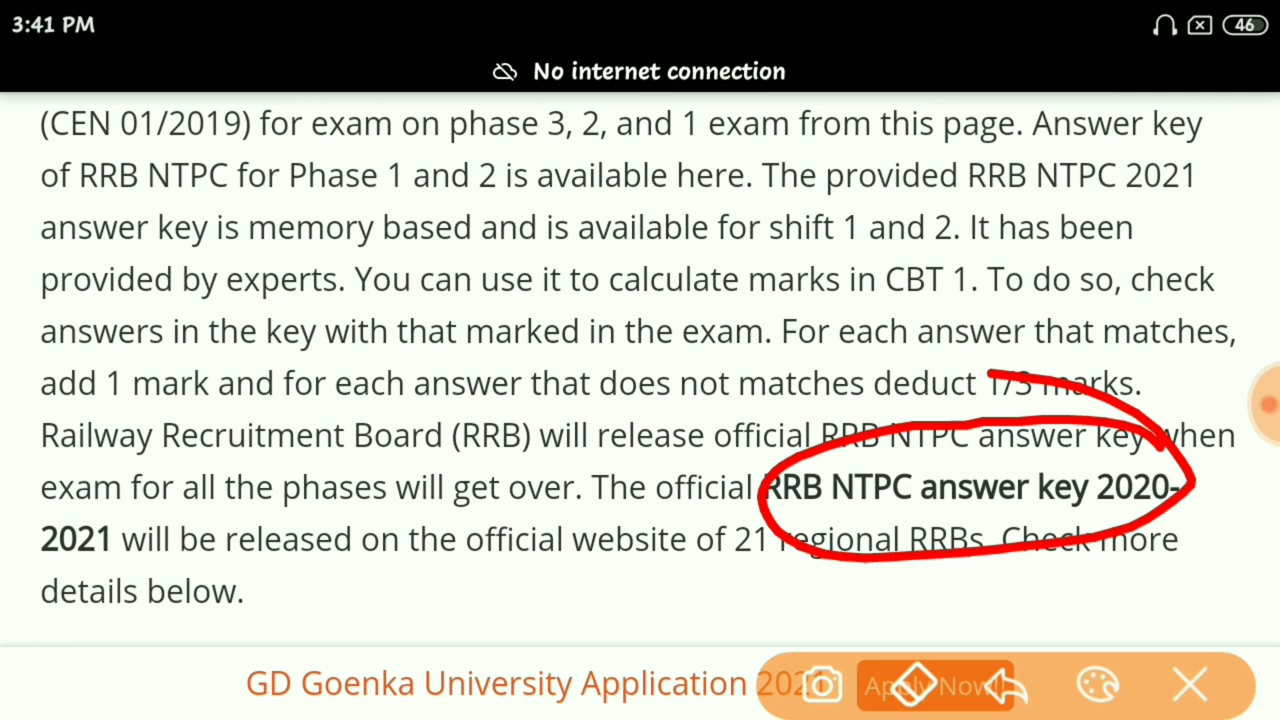 3:41 PM
46
No internet connection
(CEN 01/2019) for exam on phase 3, 2, and 1 exam from this page. Answer key
of RRB NTPC for Phase 1 and 2 is available here. The provided RRB NTPC 2021
answer key is memory based and is available for shift 1 and 2. It has been
provided by experts. You can use it to calculate marks in CBT 1. To do so, check
answers in the key with that marked in the exam. For each answer that matches,
add 1 mark and for each answer that does not matches deduct 1/3 marks.
Railway Recruitment Board (RRB) will release official RRB NTPC answer key when
exam for all the phases will get over. The official RRB NTPC answer key 2020-
2021 will be released on the official website of 21 regional RRBs. Check more
details below.
GD Goenka University Application 2021 Apply Now!!